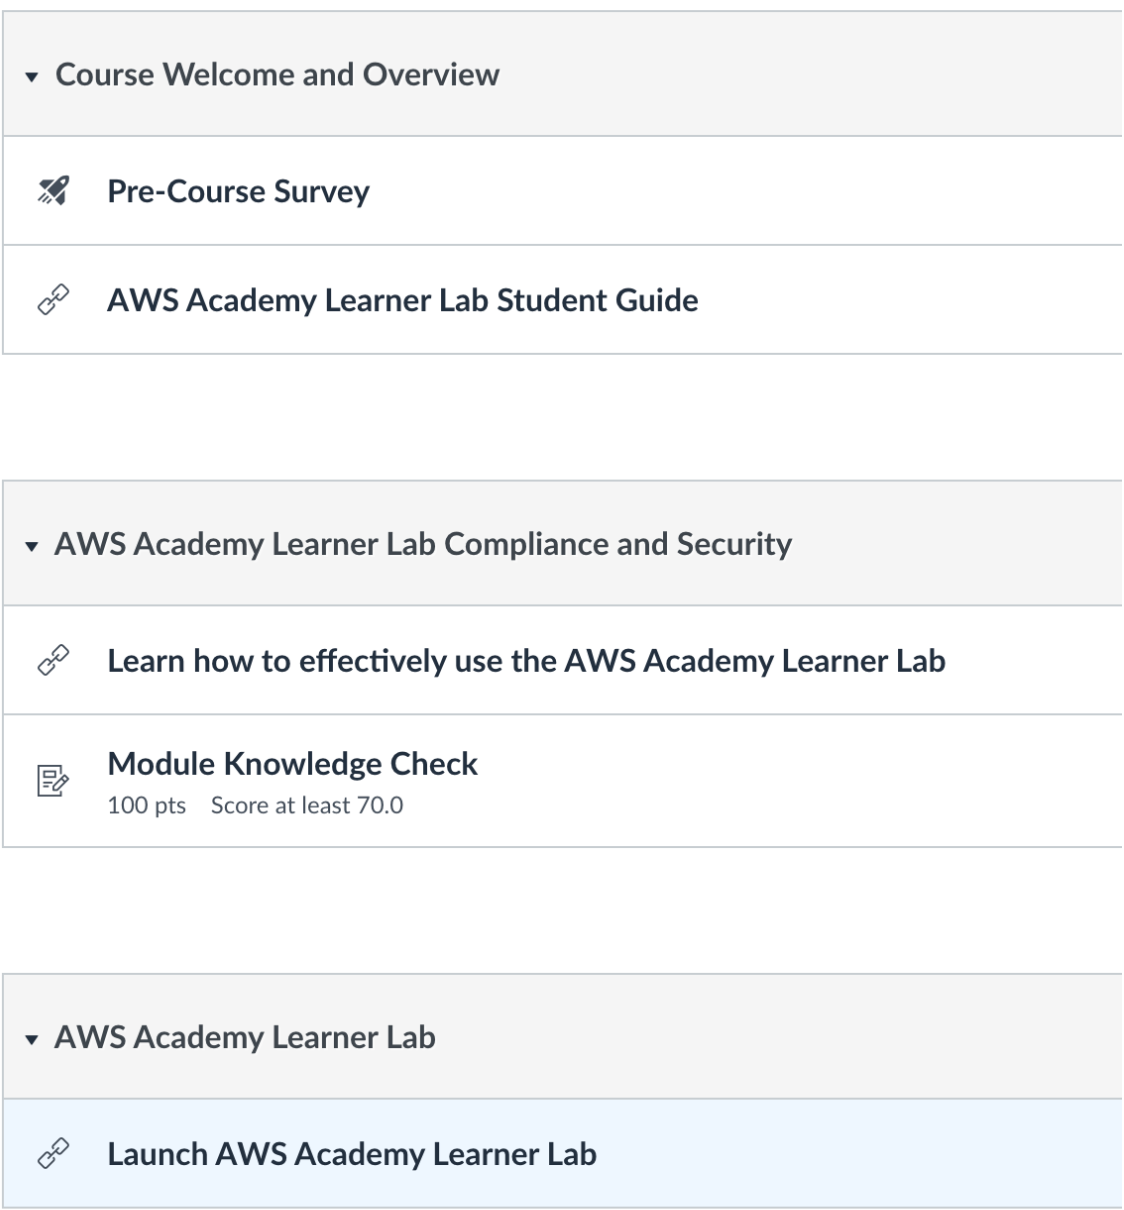 Course Welcome and Overview
Pre-Course Survey
AWS Academy Learner Lab Student Guide
AWS Academy Learner Lab Compliance and Security
Learn how to effectively use the AWS Academy Learner Lab
Module Knowledge Check
100 pts Score at least 70.0
AWS Academy Learner Lab
Launch AWS Academy Learner Lab